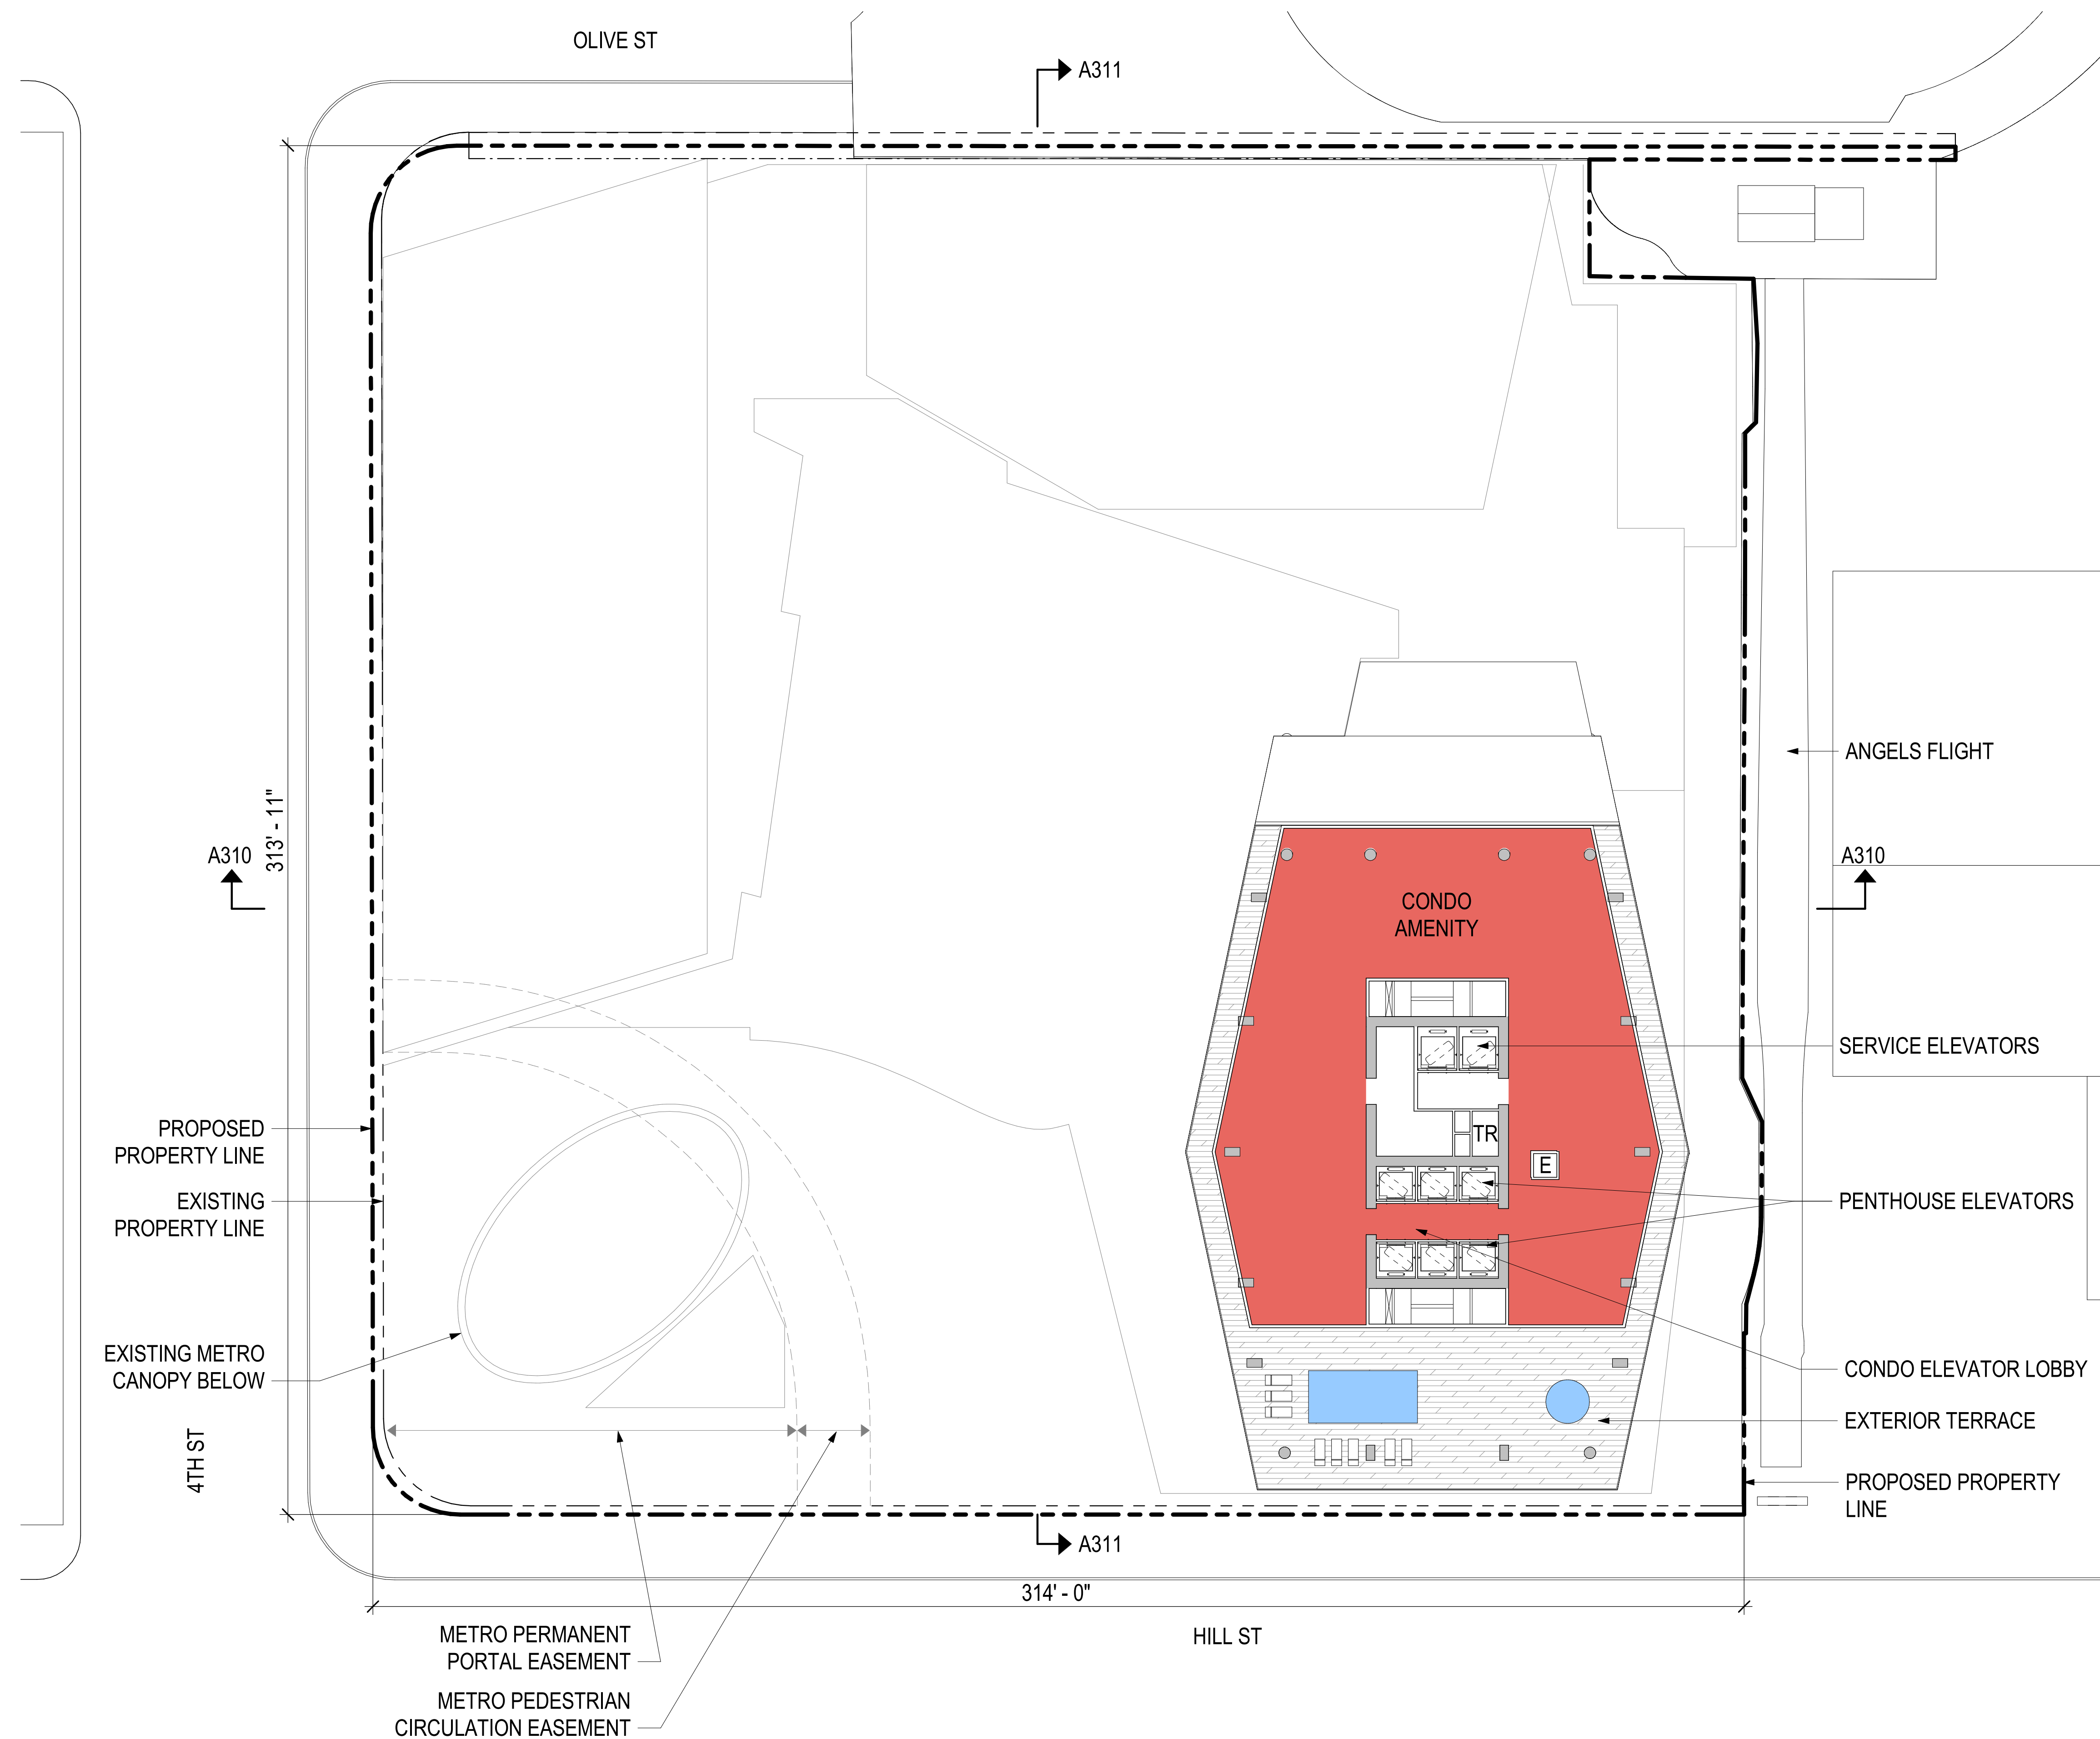 OLIVE ST
A311
ANGELS FLIGHT
313' - 11"
A310
A310
CONDO
AMENITY
SERVICE ELEVATORS
PROPOSED
PROPERTY LINE
TR
E
EXISTING
PROPERTY LINE
PENTHOUSE ELEVATORS
EXISTING METRO
CANOPY BELOW
CONDO ELEVATOR LOBBY
EXTERIOR TERRACE
4TH ST
PROPOSED PROPERTY
LINE
A311
314' - 0"
HILL ST
METRO PERMANENT
PORTAL EASEMENT
METRO PEDESTRIAN
CIRCULATION EASEMENT